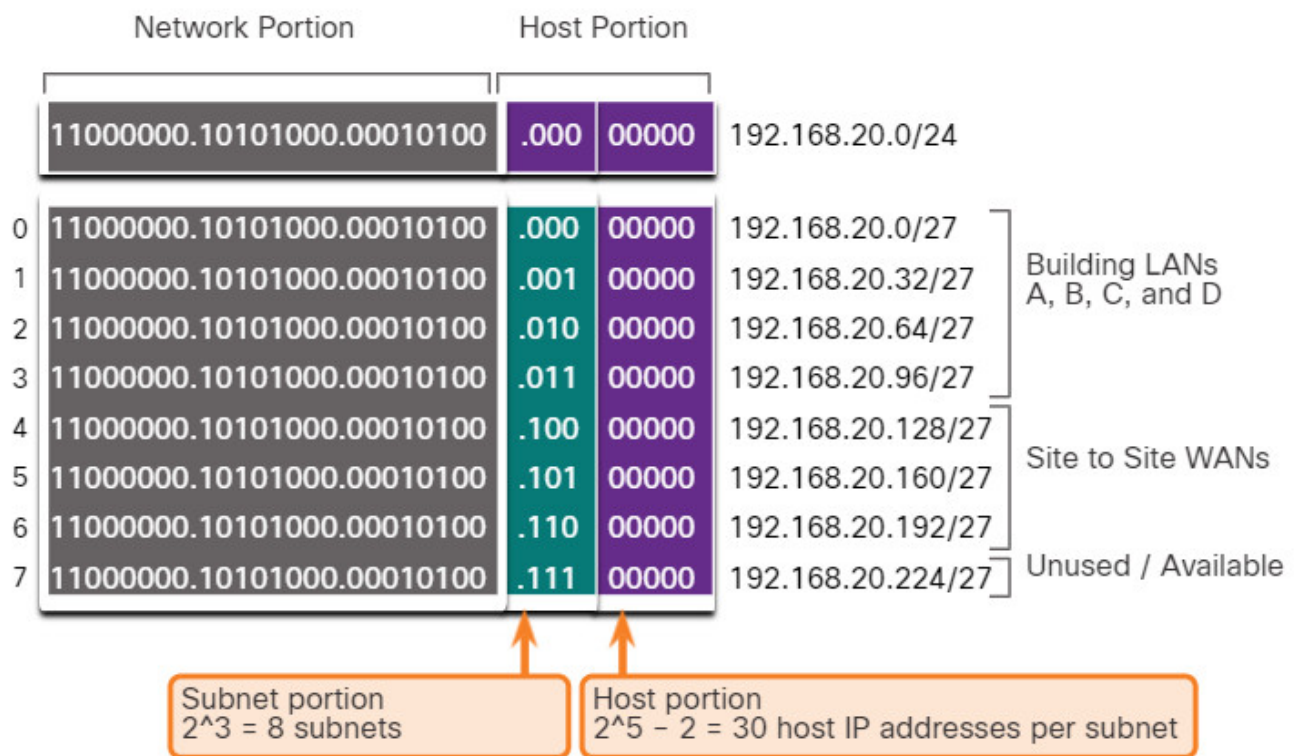 Network Portion Host Portion
11000000.10101000.00010100 .000 00000 192.168.20.0/24
0 11000000.10101000.00010100 .000 00000 192.168.20.0/27
1 11000000.10101000.00010100 .001 00000 192.168.20.32/27
2 11000000.10101000.00010100 .010 00000 192.168.20.64/27
3 11000000.10101000.00010100 .011 00000 192.168.20.96/27
Building LANs
A, B, C, and D
4 11000000.10101000.00010100 .100 00000 192.168.20.128/27
5 11000000.10101000.00010100 .101 00000 192.168.20.160/27
6 11000000.10101000.00010100 .110 00000 192.168.20.192/27
Site to Site WANs
7 11000000.10101000.00010100 .111 00000 192.168.20.224/27
Unused / Available
Subnet portion
2^3 = 8 subnets
Host portion
2^5 – 2 = 30 host IP addresses per subnet